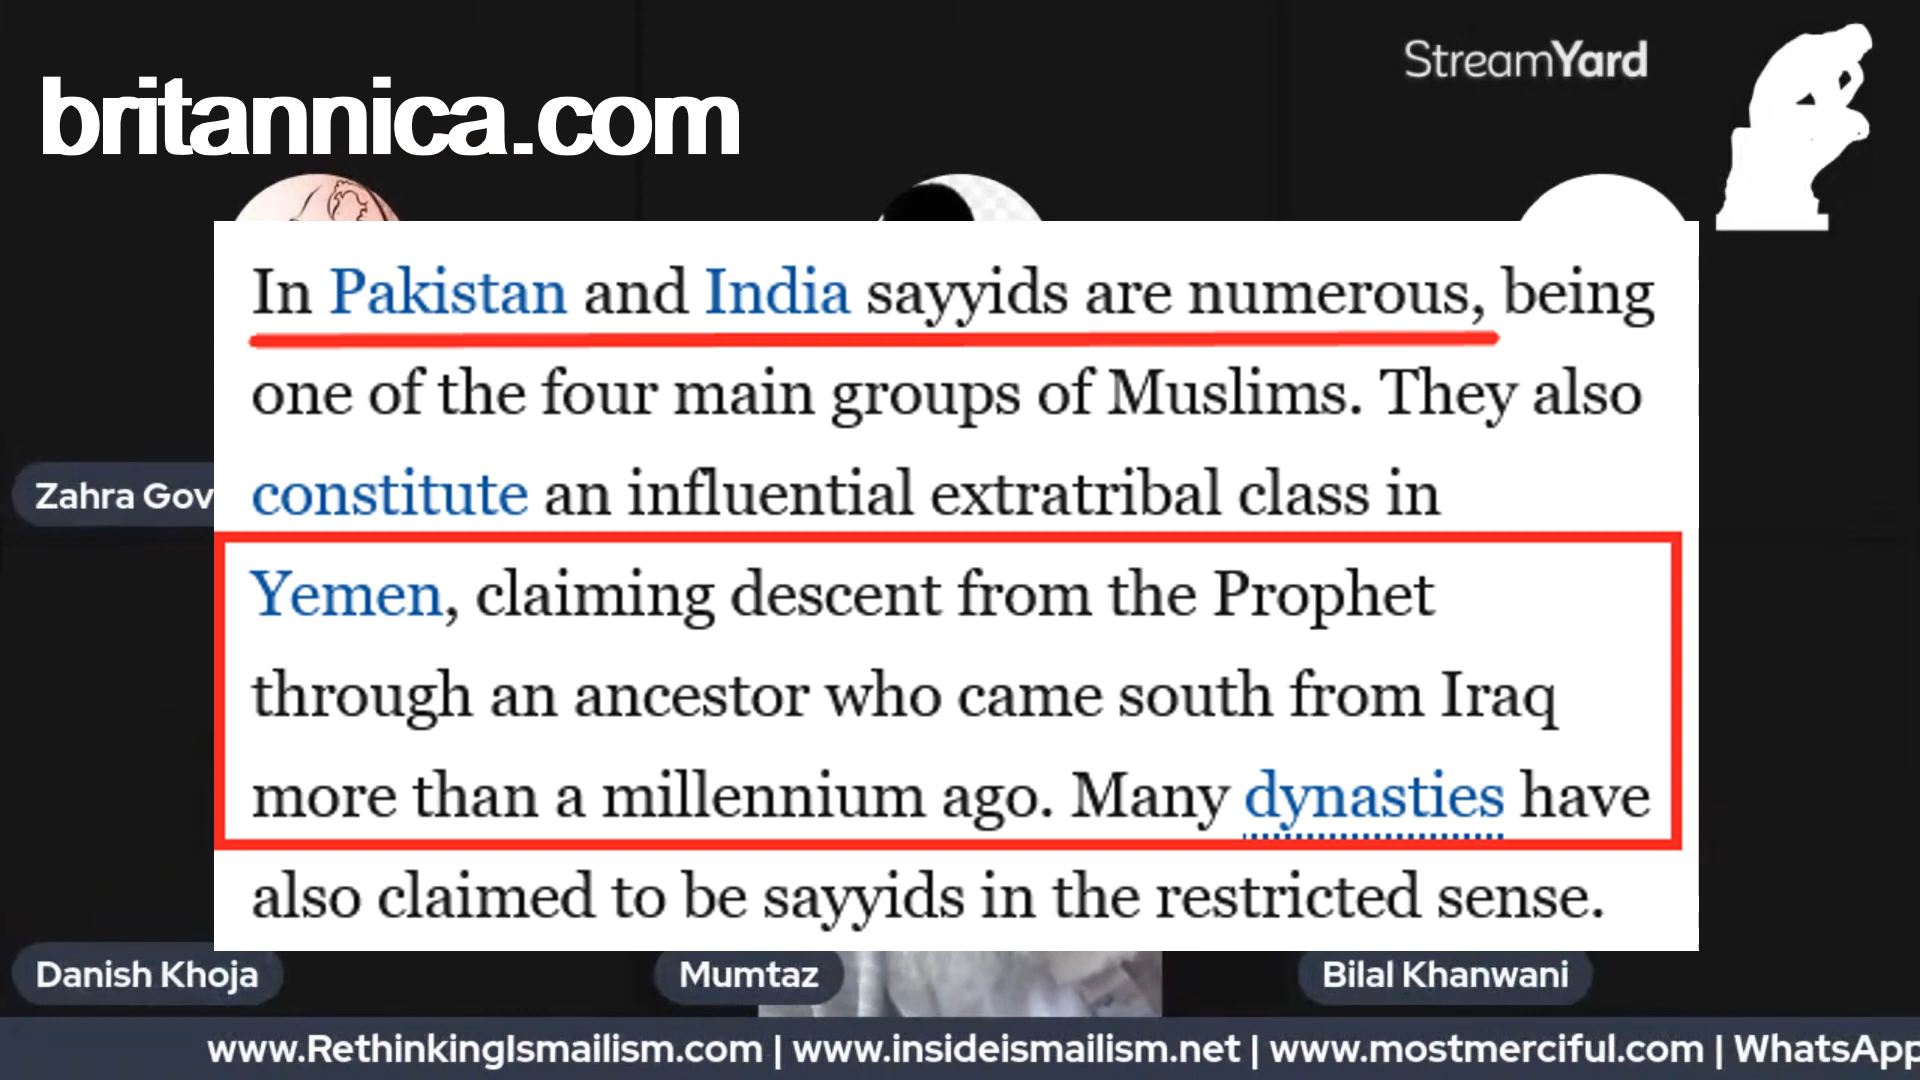 StreamYard
britannica.com
In Pakistan and India sayyids are numerous, being
one of the four main groups of Muslims. They also
constitute an influential extratribal class in
Yemen, claiming descent from the Prophet
through an ancestor who came south from Iraq
more than a millennium ago. Many dynasties have
also claimed to be sayyids in the restricted sense.
Zahra Gov
Danish Khoja
Mumtaz
Bilal Khanwani
www.RethinkingIsmailism.com | www.insideismailism.net | www.mostmerciful.com | WhatsApp